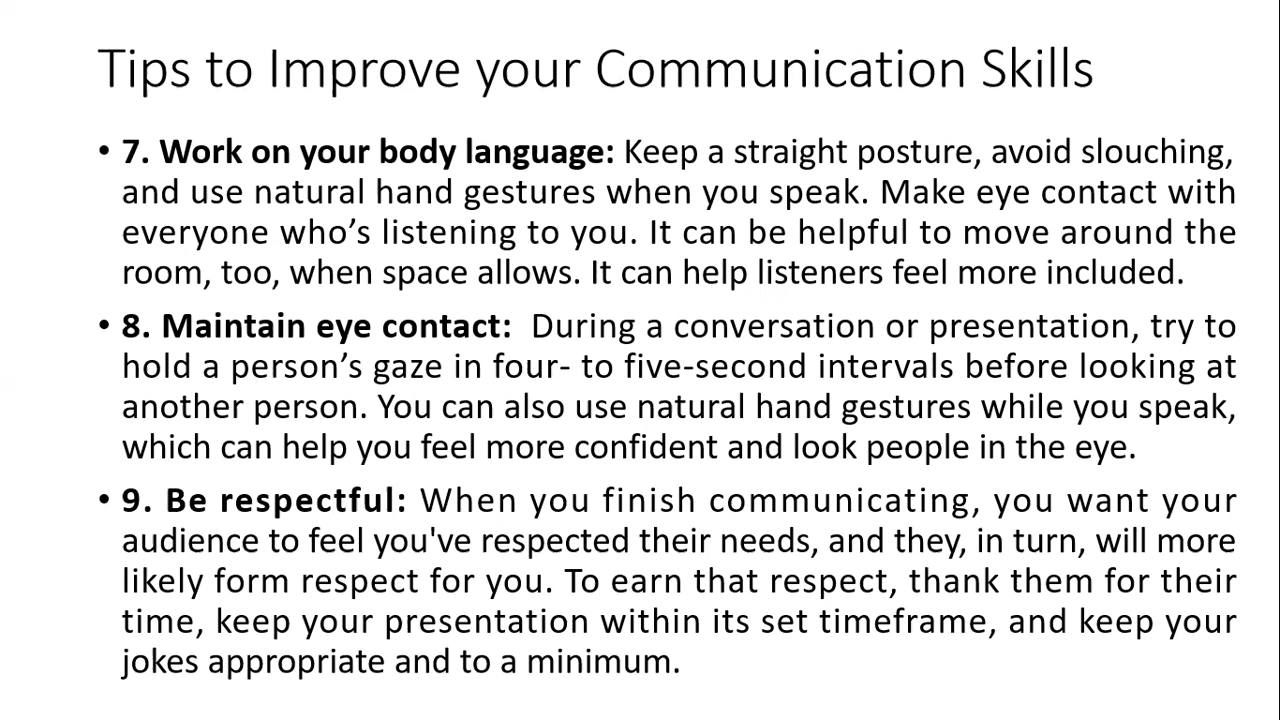 Tips to Improve your Communication Skills
• 7. Work on your body language: Keep a straight posture, avoid slouching,
and use natural hand gestures when you speak. Make eye contact with
everyone who’s listening to you. It can be helpful to move around the
room, too, when space allows. It can help listeners feel more included.
• 8. Maintain eye contact: During a conversation or presentation, try to
hold a person’s gaze in four- to five-second intervals before looking at
another person. You can also use natural hand gestures while you speak,
which can help you feel more confident and look people in the eye.
• 9. Be respectful: When you finish communicating, you want your
audience to feel you've respected their needs, and they, in turn, will more
likely form respect for you. To earn that respect, thank them for their
time, keep your presentation within its set timeframe, and keep your
jokes appropriate and to a minimum.